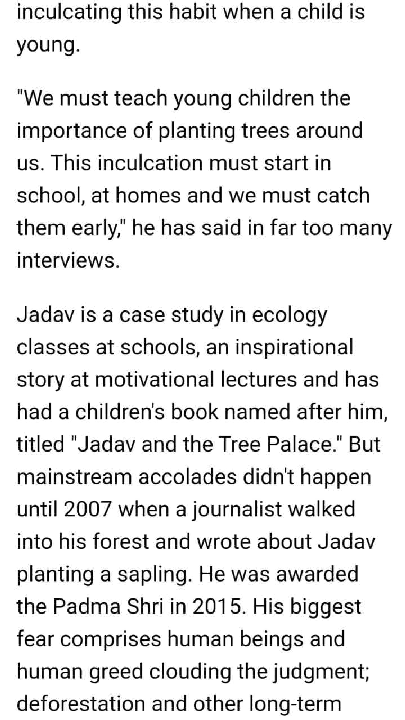 inculcating this habit when a child is
young.
"We must teach young children the
importance of planting trees around
us. This inculcation must start in
school, at homes and we must catch
them early," he has said in far too many
interviews.
Jadav is a case study in ecology
classes at schools, an inspirational
story at motivational lectures and has
had a children's book named after him,
titled "Jadav and the Tree Palace." But
mainstream accolades didn't happen
until 2007 when a journalist walked
into his forest and wrote about Jadav
planting a sapling. He was awarded
the Padma Shri in 2015. His biggest
fear comprises human beings and
human greed clouding the judgment;
deforestation and other long-term